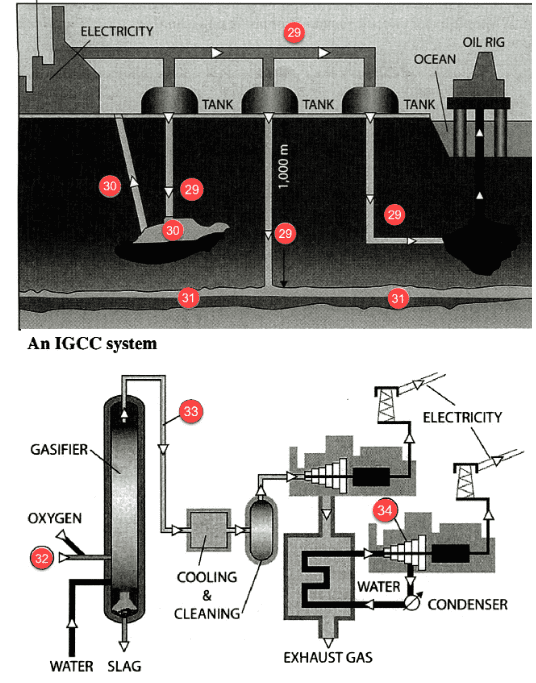 29
ELECTRICITY
OIL RIG
OCEAN
TANK
TANK
TANK
1,000 m
30
29
30
29
29
31
31
An IGCC system
33
ELECTRICITY
GASIFIER
34
OXYGEN
32
COOLING
&
CLEANING
WATER
CONDENSER
WATER
SLAG
EXHAUST GAS